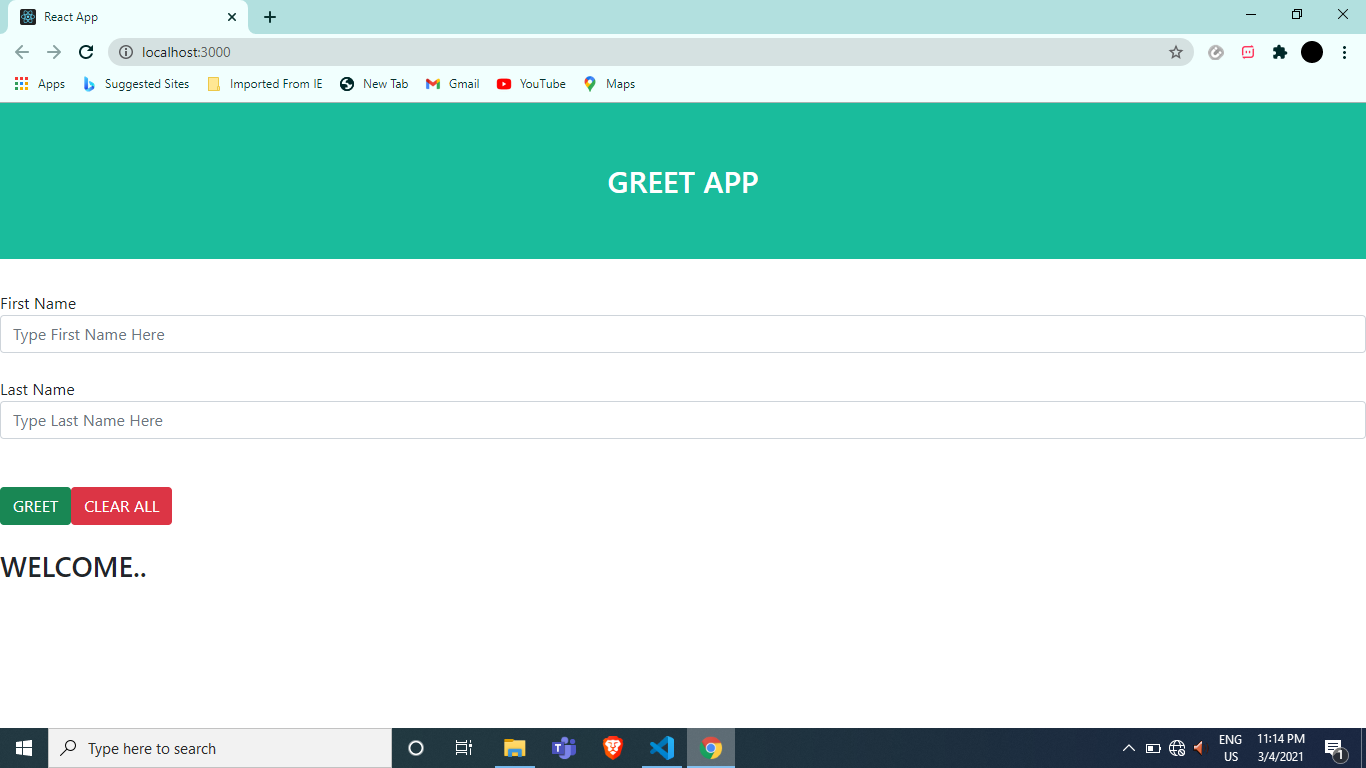 React App
localhost:3000
Apps Suggested Sites Imported From IE New Tab Gmail YouTube Maps
GREET APP
First Name
Type First Name Here
Last Name
Type Last Name Here
GREET CLEAR ALL
WELCOME..
Type here to search
ENG 11:14 PM
US 3/4/2021 1